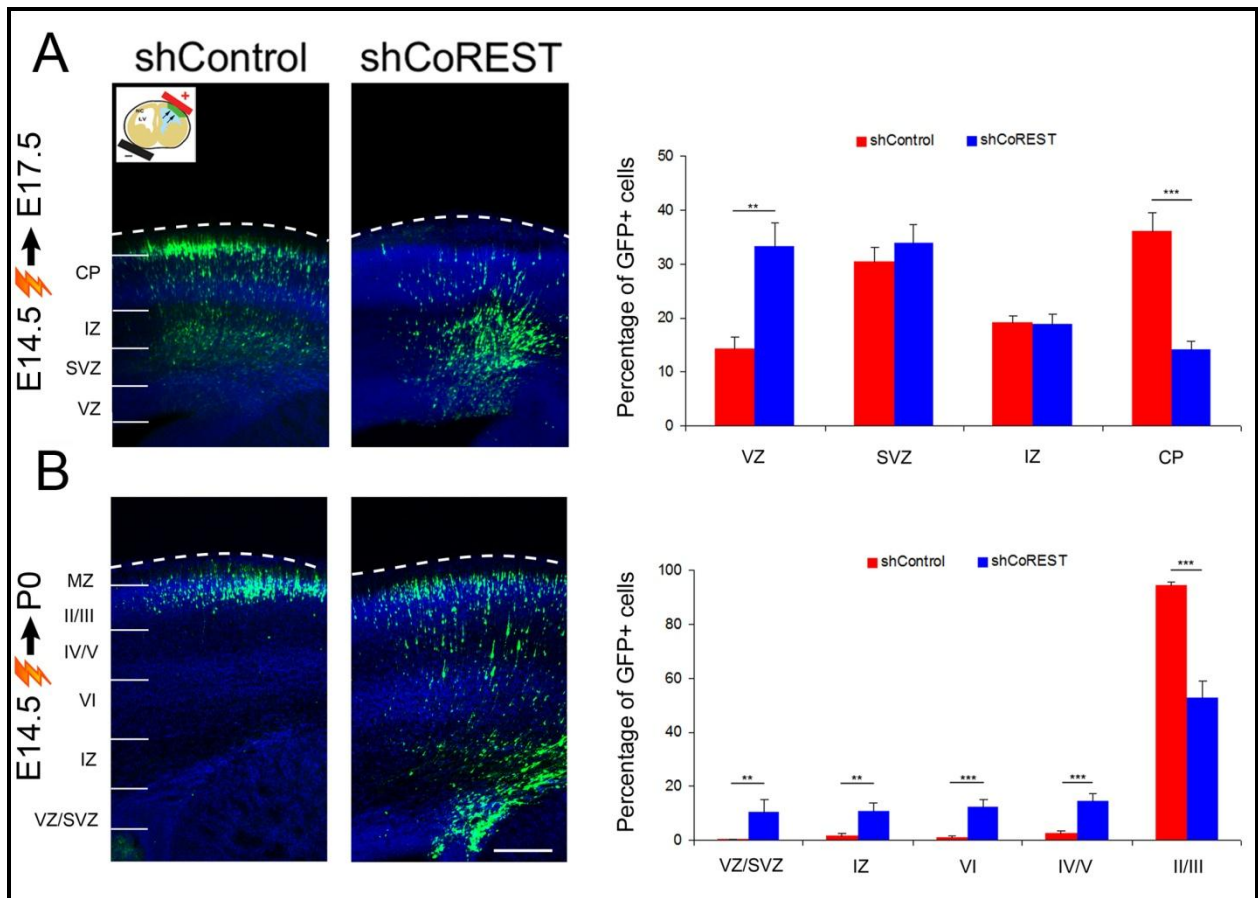 A
shControl
shCoREST
+
LV
−
E14.5 E17.5
CP
IZ
SVZ
VZ
shControl shCoREST
Percentage of GFP+ cells
50
40
30
20
10
0
**
***
VZ SVZ IZ CP
B
E14.5 P0
MZ
II/III
IV/V
VI
IZ
VZ/SVZ
shControl shCoREST
Percentage of GFP+ cells
100
80
60
40
20
0
**
**
***
***
***
VZ/SVZ IZ VI IV/V II/III